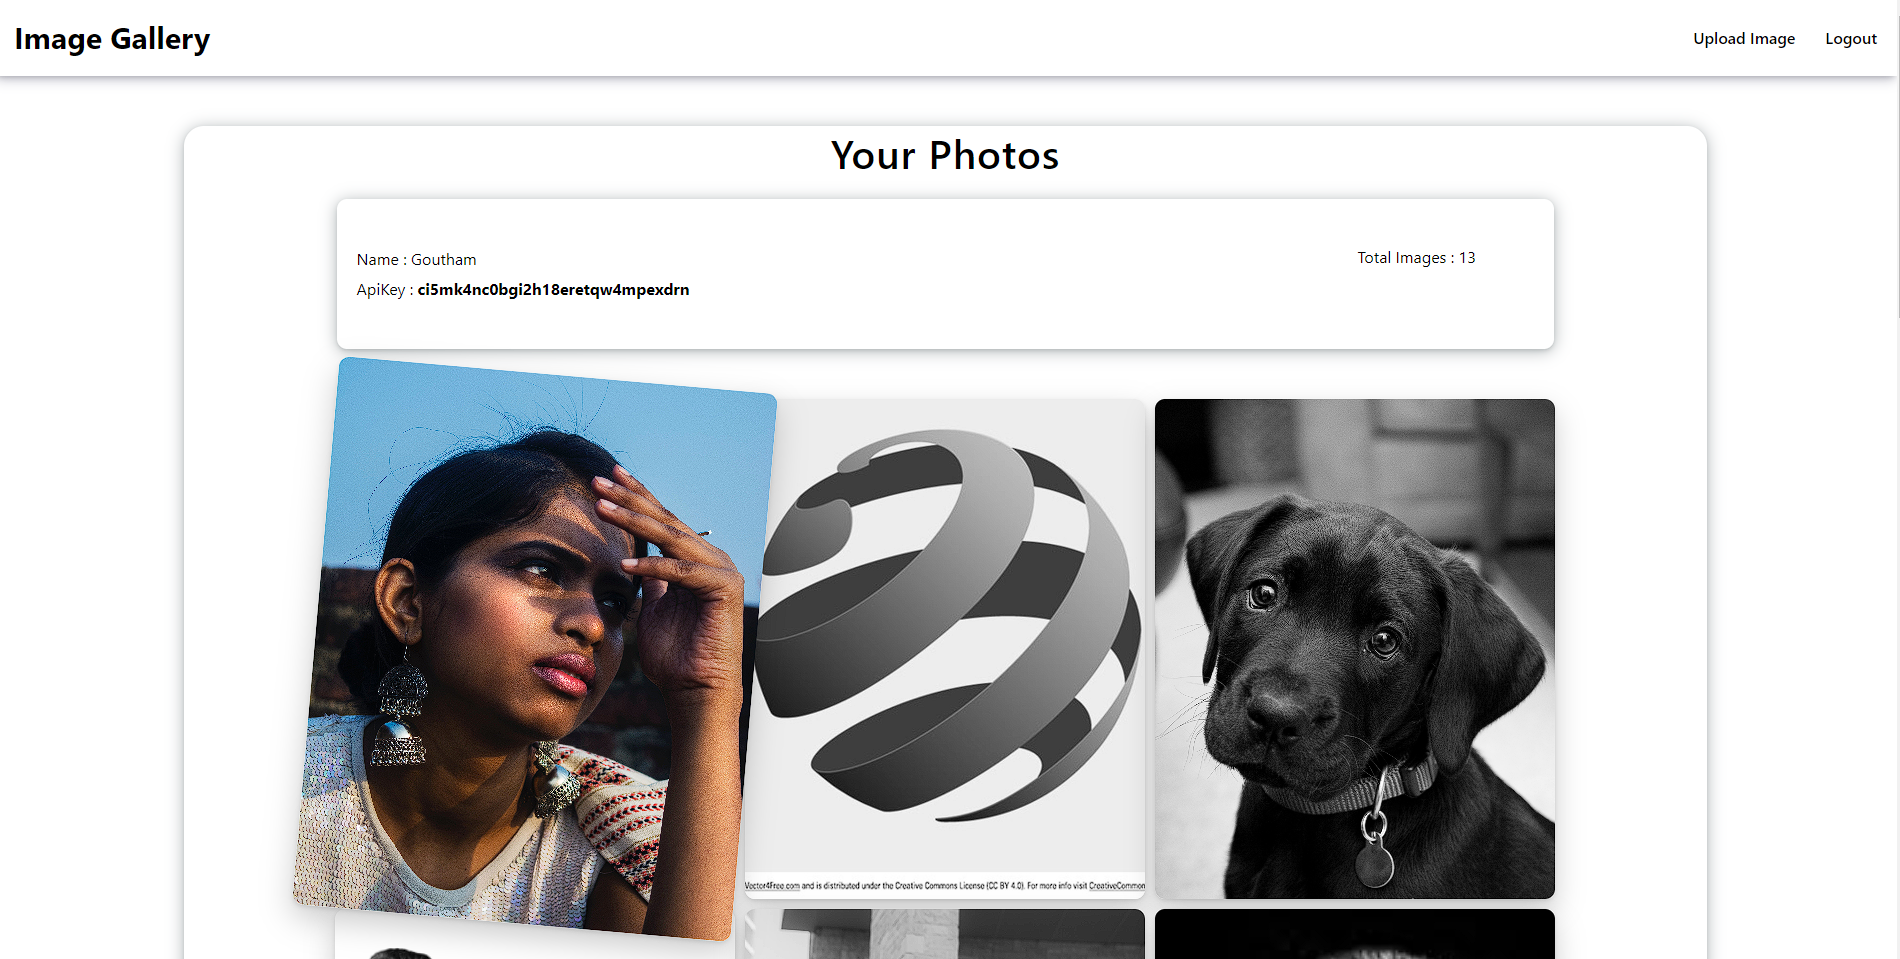 Image Gallery
Upload Image
Logout
Your Photos
Name : Goutham
Total Images : 13
ApiKey : ci5mk4nc0bgi2h18eretqw4mpexdrn
Vector4Free.com and is distributed under the Creative Commons License (CC BY 4.0). For more info visit CreativeCommon